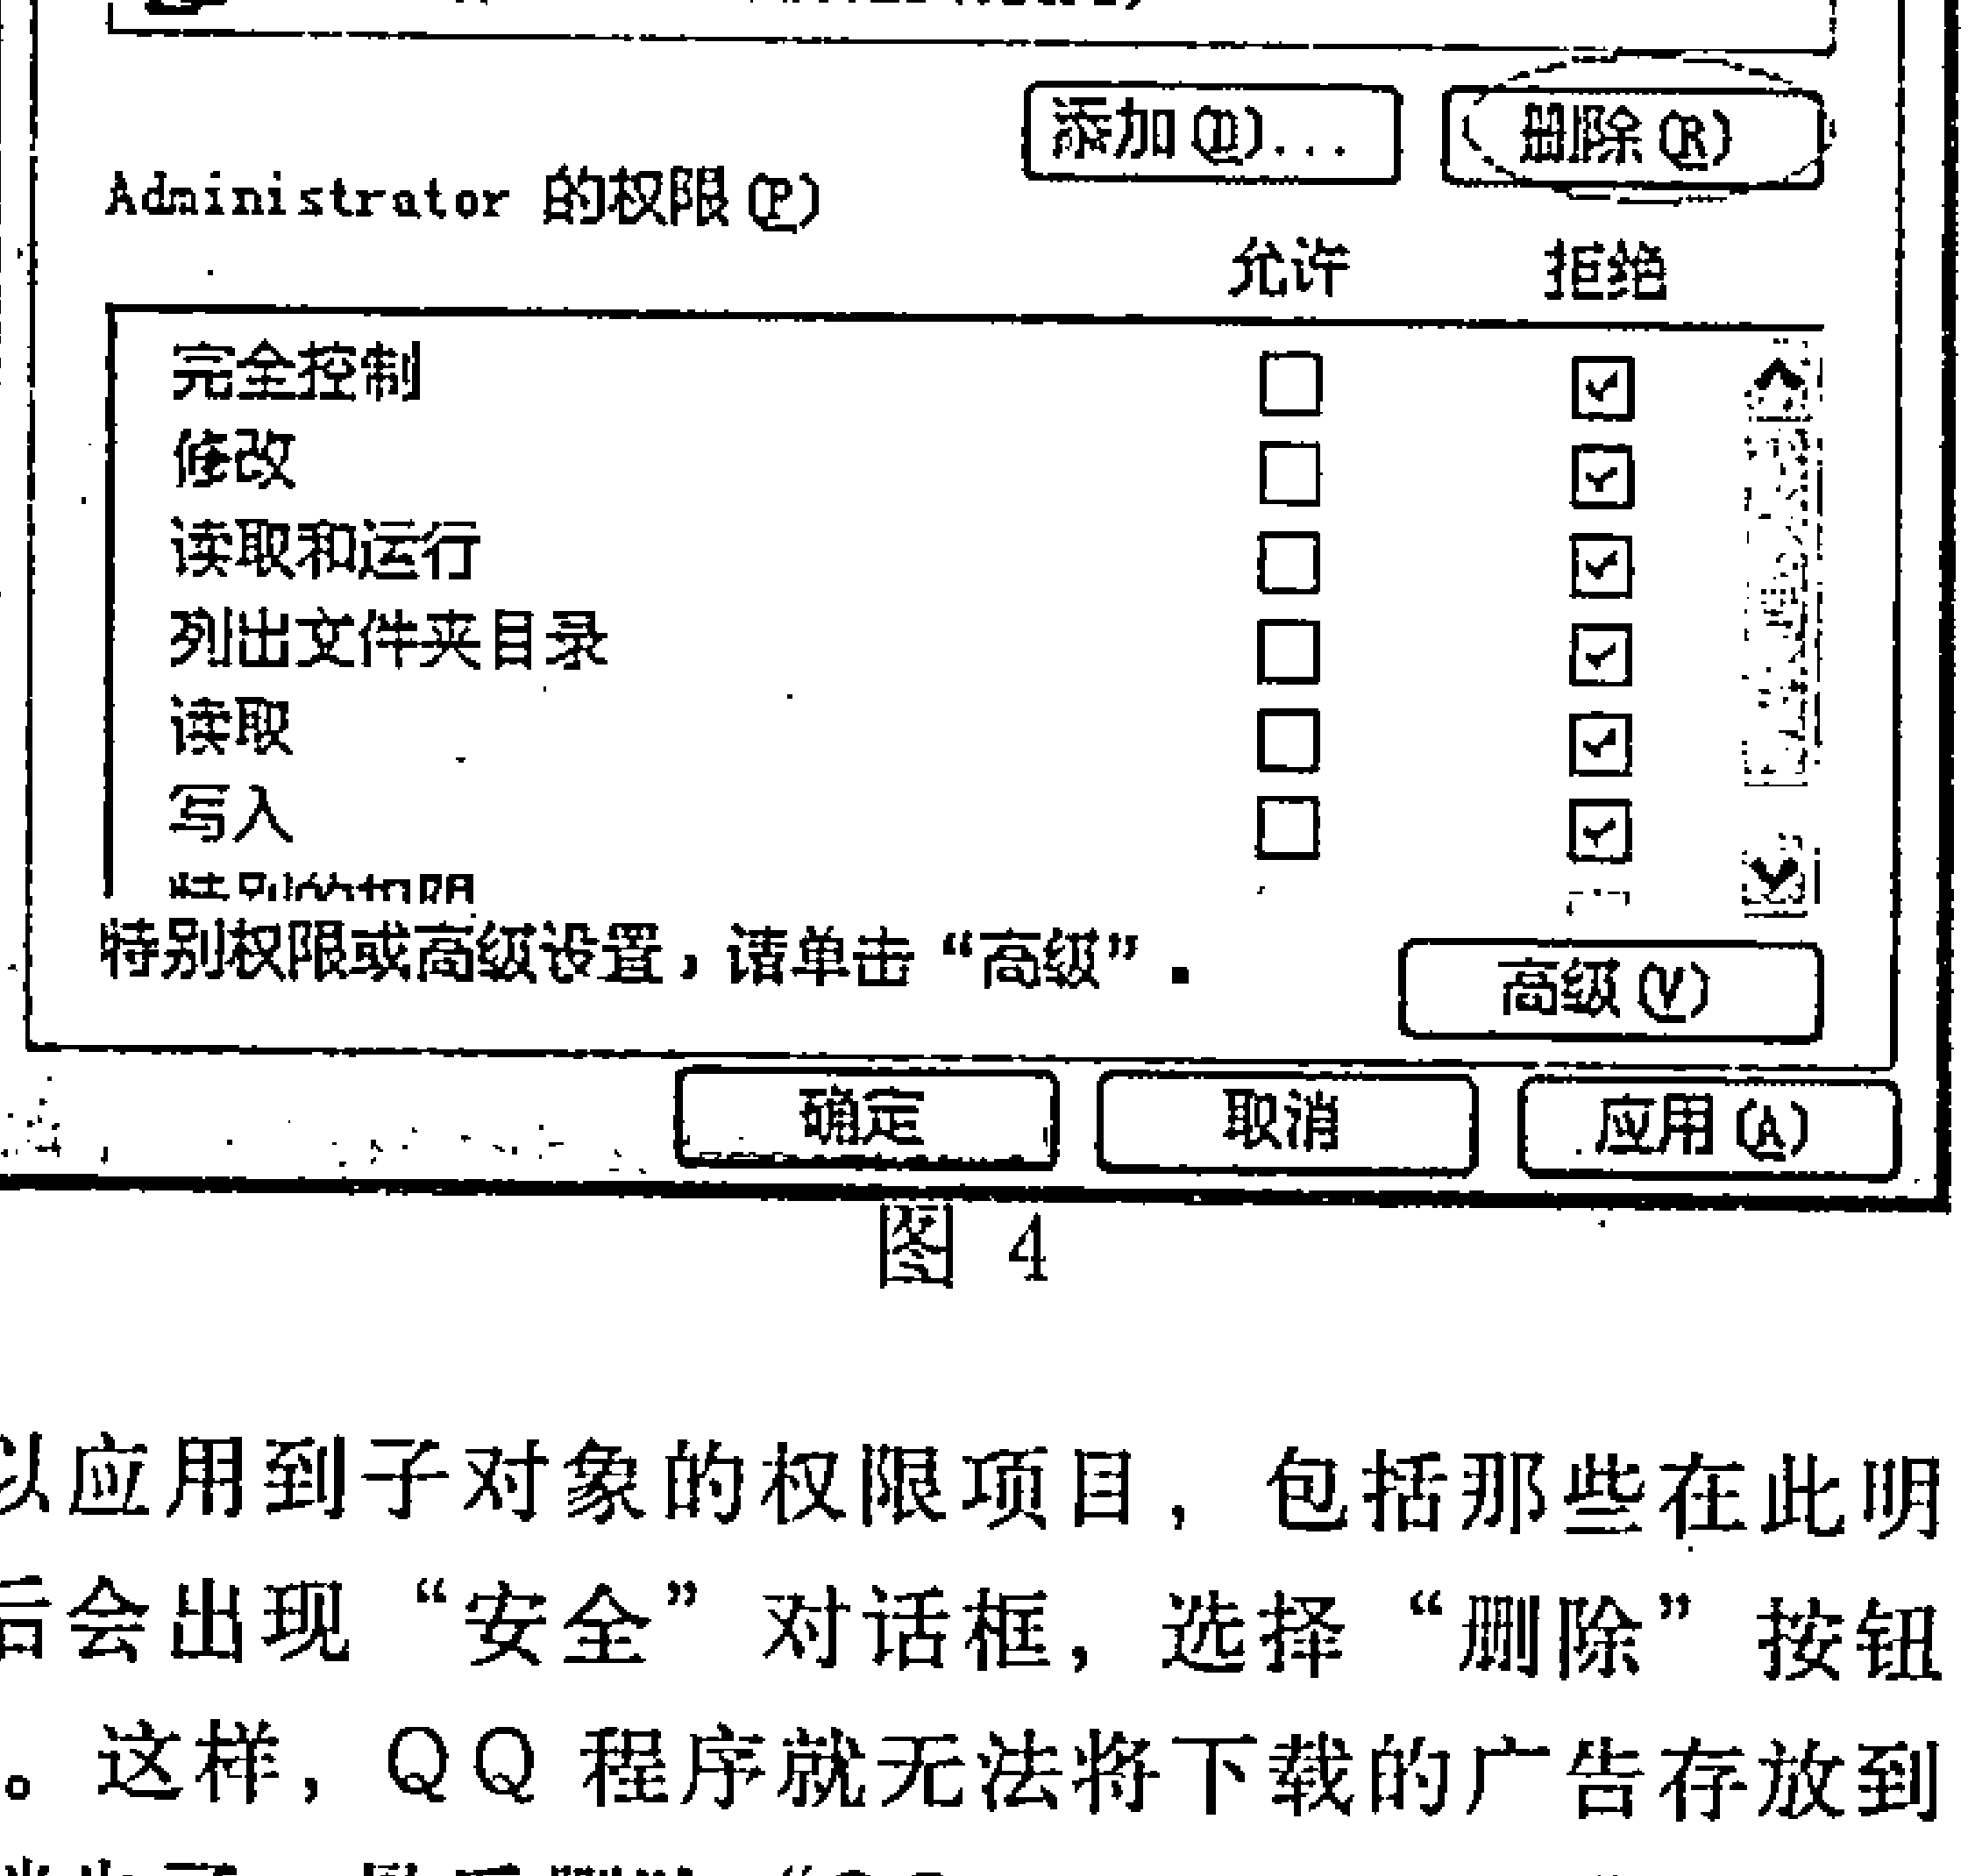 添加(D)... 删除(R)
Administrator 的权限(P)
允许 拒绝
完全控制
修改
读取和运行
列出文件夹目录
读取
写入
特别的权限
特别权限或高级设置，请单击“高级”.
高级(V)
确定 取消 应用(A)
图 4
以应用到子对象的权限项目，包括那些在此明
后会出现“安全”对话框，选择“删除”按钮
。这样，QQ 程序就无法将下载的广告存放到